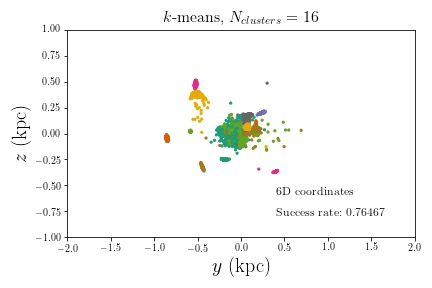 k-means, N_clusters = 16
z (kpc)
1.00
0.75
0.50
0.25
0.00
−0.25
−0.50
−0.75
−1.00
6D coordinates
Success rate: 0.76467
−2.0 −1.5 −1.0 −0.5 0.0 0.5 1.0 1.5 2.0
y (kpc)